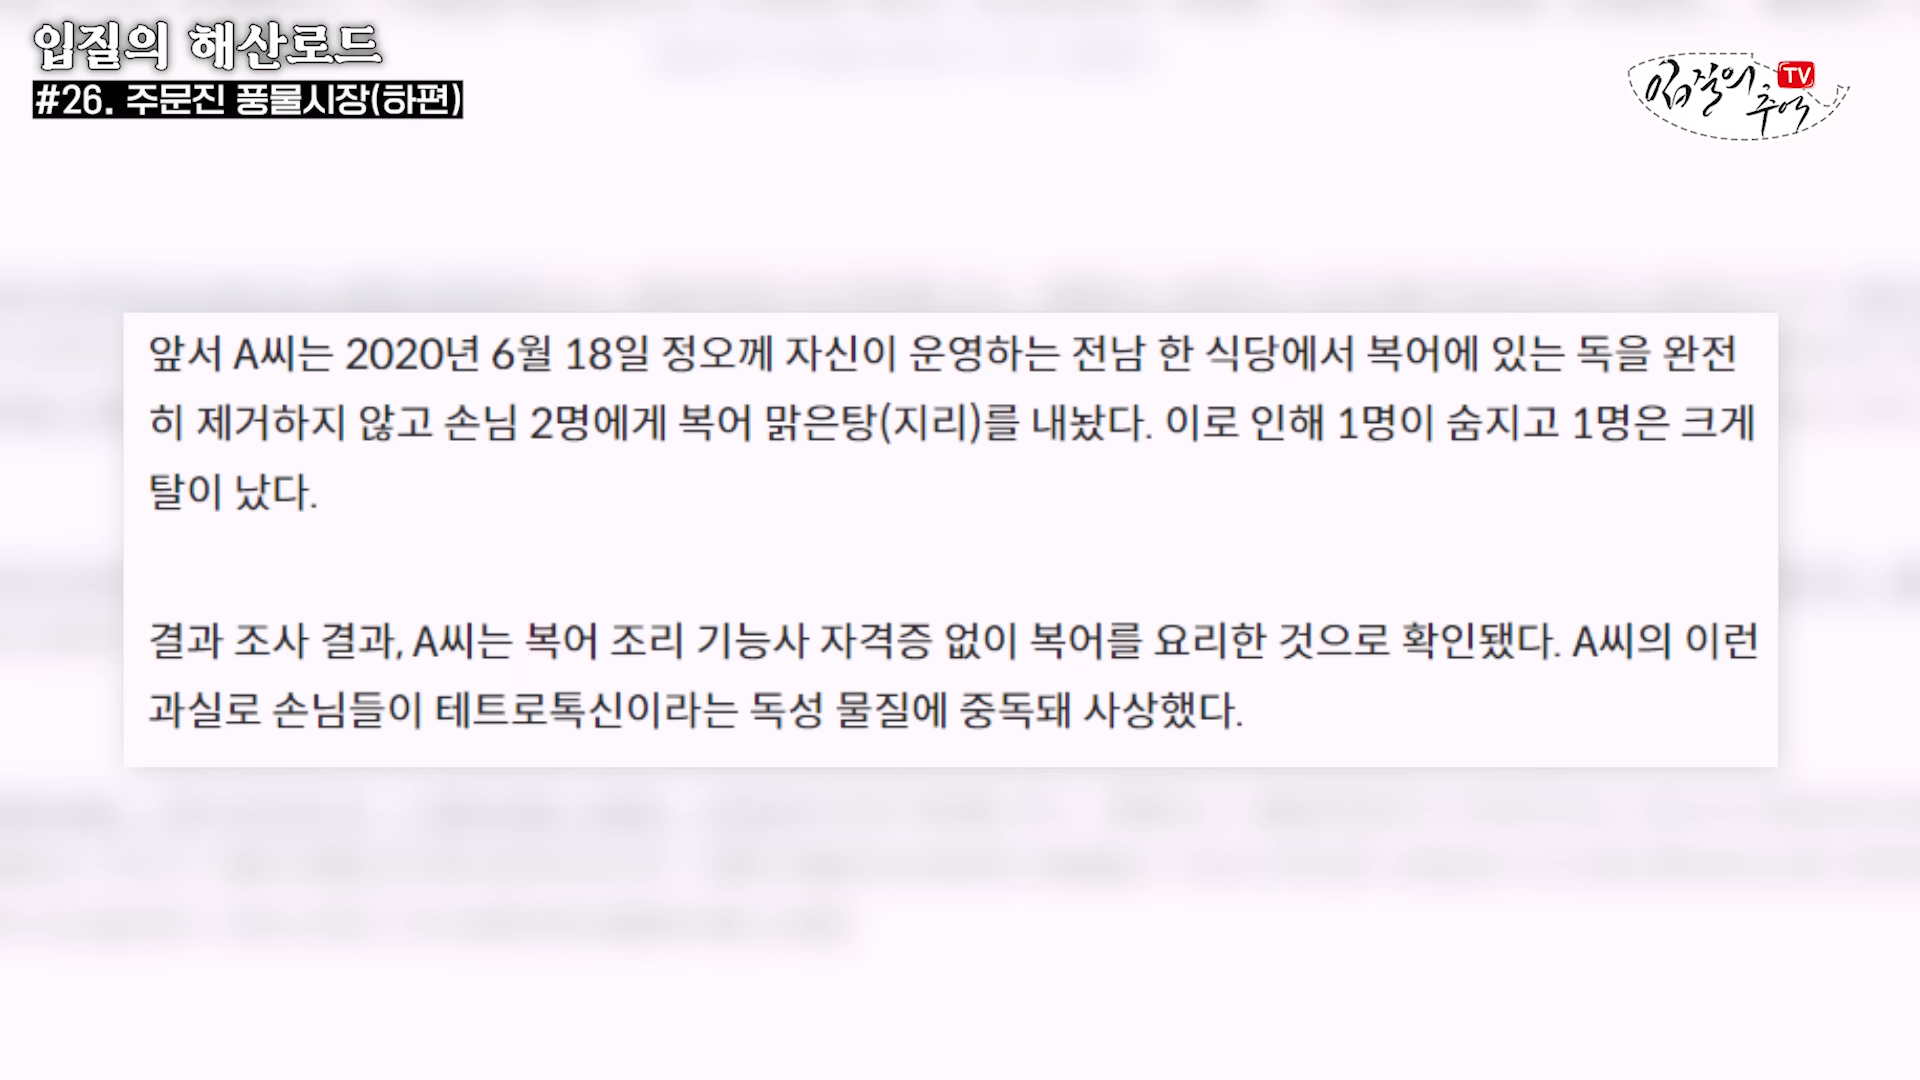 입질의 해산로드
#26. 주문진 풍물시장(하편)
입질의 추억 TV
앞서 A씨는 2020년 6월 18일 정오께 자신이 운영하는 전남 한 식당에서 복어에 있는 독을 완전
히 제거하지 않고 손님 2명에게 복어 맑은탕(지리)를 내놨다. 이로 인해 1명이 숨지고 1명은 크게
탈이 났다.
결과 조사 결과, A씨는 복어 조리 기능사 자격증 없이 복어를 요리한 것으로 확인됐다. A씨의 이런
과실로 손님들이 테트로톡신이라는 독성 물질에 중독돼 사상했다.